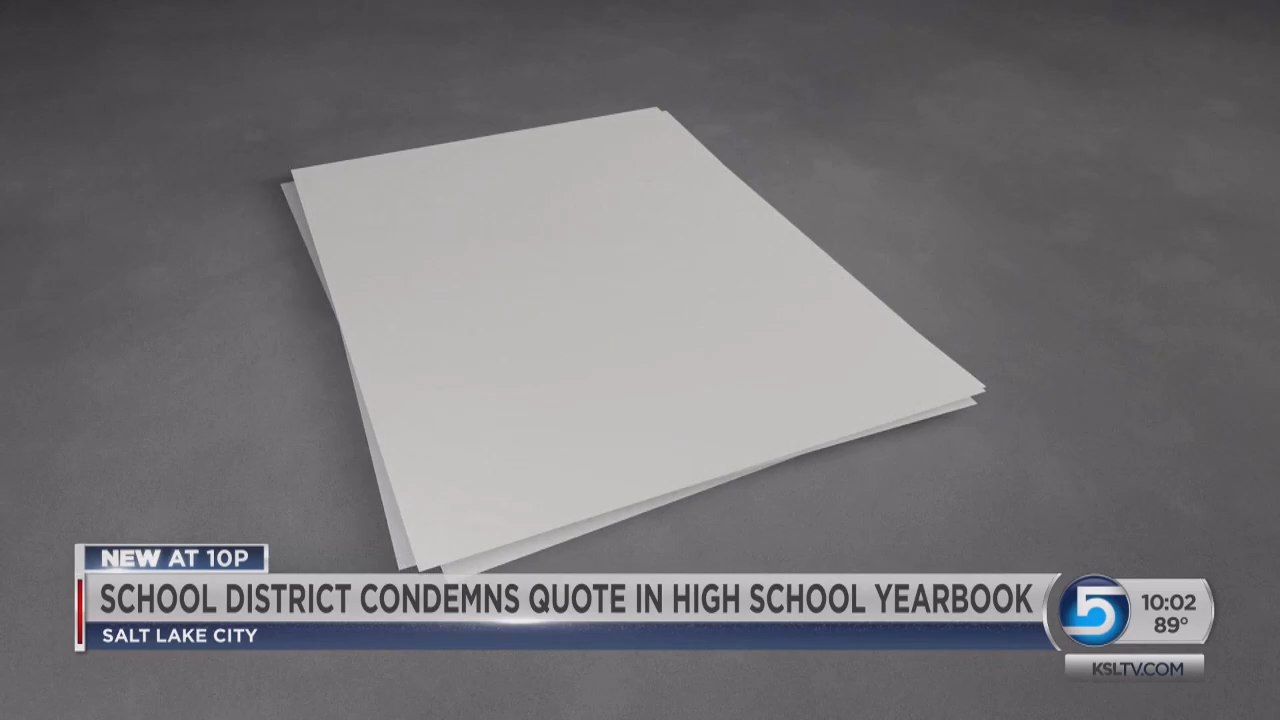 NEW AT 10P
SCHOOL DISTRICT CONDEMNS QUOTE IN HIGH SCHOOL YEARBOOK
SALT LAKE CITY
5
10:02
89°
KSLTV.COM